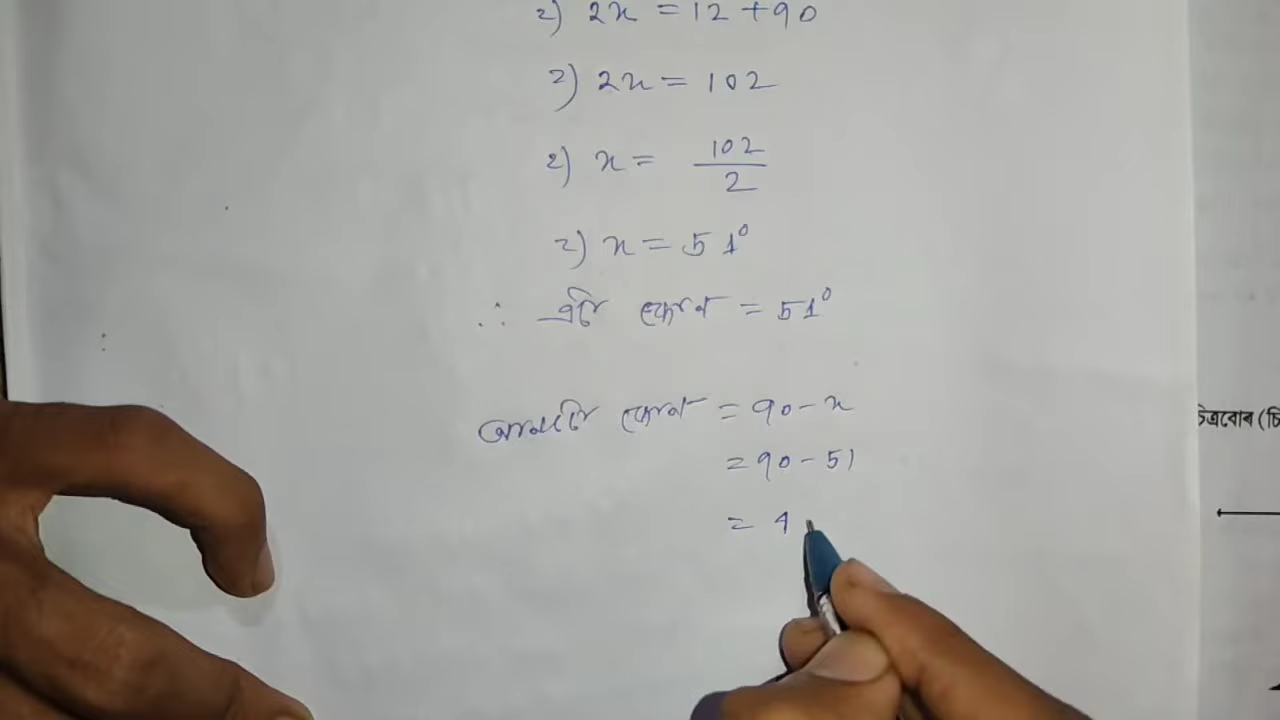 ⇒) 2x = 12 + 90
⇒) 2x = 102
⇒) x = 102/2
⇒) x = 51°
∴ এটা কোণ = 51°
আনটো কোণ = 90 - x
= 90 - 51
= 4
চিত্ৰবোৰ (চি